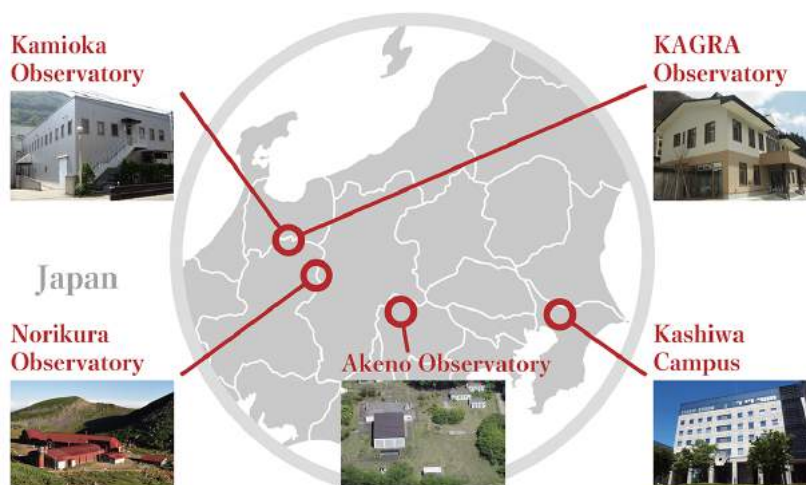 Kamioka
Observatory
KAGRA
Observatory
Japan
Norikura
Observatory
Akeno Observatory
Kashiwa
Campus